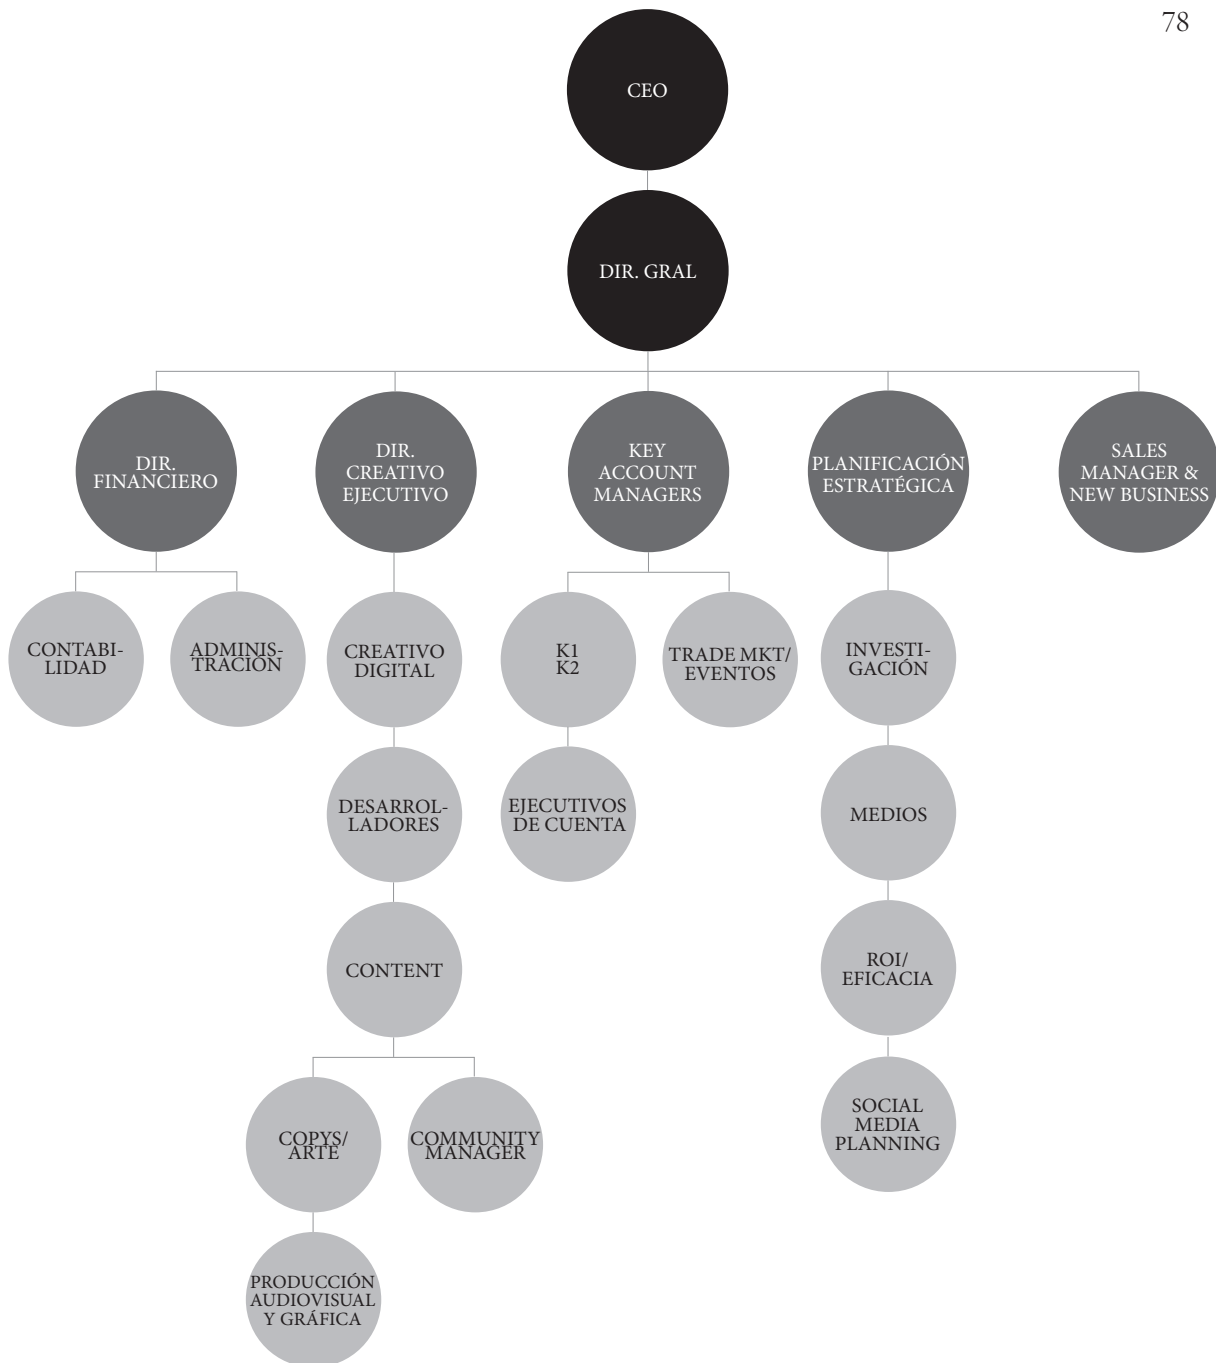 78
CEO
DIR. GRAL
DIR.
FINANCIERO
DIR.
CREATIVO
EJECUTIVO
KEY
ACCOUNT
MANAGERS
PLANIFICACIÓN
ESTRATÉGICA
SALES
MANAGER &
NEW BUSINESS
CONTABI-
LIDAD
ADMINIS-
TRACIÓN
CREATIVO
DIGITAL
K1
K2
TRADE MKT/
EVENTOS
INVESTI-
GACIÓN
DESARROL-
LADORES
EJECUTIVOS
DE CUENTA
MEDIOS
CONTENT
ROI/
EFICACIA
COPYS/
ARTE
COMMUNITY
MANAGER
SOCIAL
MEDIA
PLANNING
PRODUCCIÓN
AUDIOVISUAL
Y GRÁFICA